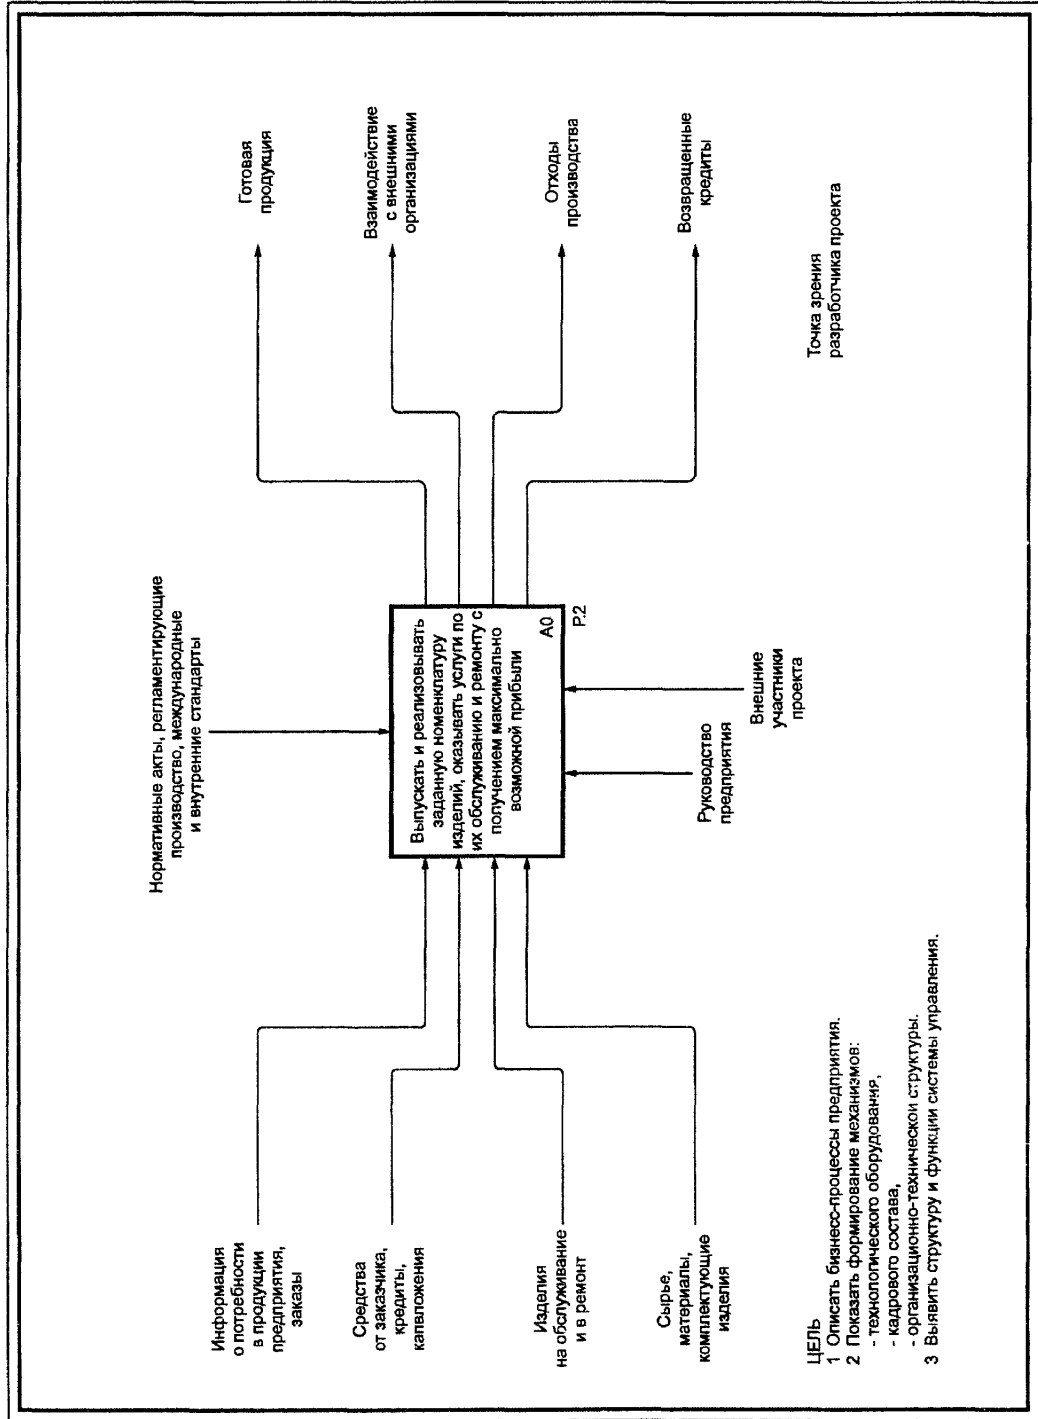 Нормативные акты, регламентирующие
производство, международные
и внутренние стандарты
Информация
о потребности
в продукции
предприятия,
заказы
Средства
от заказчика,
кредиты,
капвложения
Изделия
на обслуживание
и в ремонт
Сырье,
материалы,
комплектующие
изделия
Выпускать и реализовывать
заданную номенклатуру
изделий, оказывать услуги по
их обслуживанию и ремонту с
получением максимально
возможной прибыли
A0
P.2
Готовая
продукция
Взаимодействие
с внешними
организациями
Отходы
производства
Возвращенные
кредиты
Руководство
предприятия
Внешние
участники
проекта
ЦЕЛЬ
1 Описать бизнесс-процессы предприятия.
2 Показать формирование механизмов:
- технологического оборудования,
- кадрового состава,
- организационно-технической структуры.
3 Выявить структуру и функции системы управления.
Точка зрения
разработчика проекта